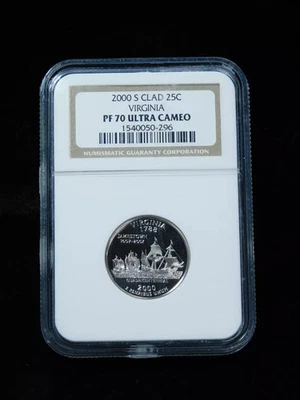 2000 S CLAD 25C
VIRGINIA
PF 70 ULTRA CAMEO
1540050-296
NUMISMATIC GUARANTY CORPORATION
VIRGINIA
1788
JAMESTOWN
1607-2007
QUADRICENTENNIAL
2000
E PLURIBUS UNUM